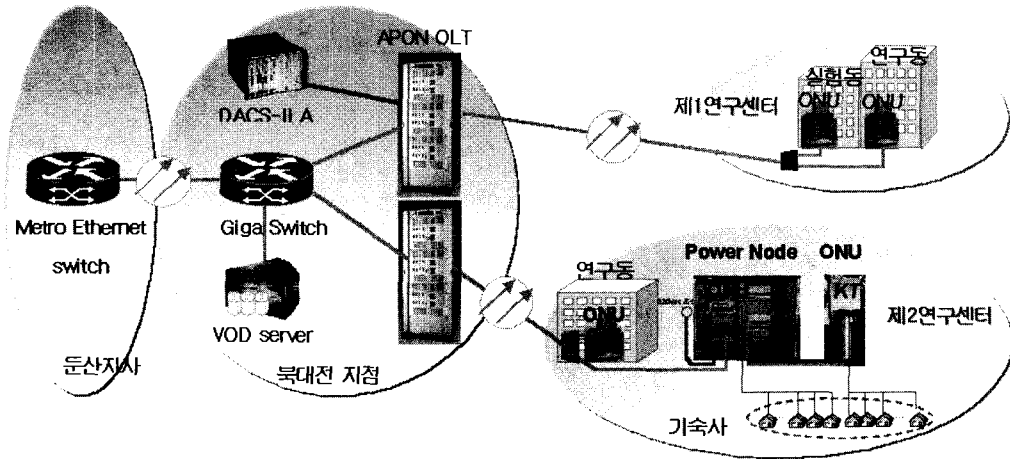 APON OLT
DACS-II A
Metro Ethernet
switch
Giga Switch
VOD server
둔산지사
북대전 지점
제1연구센터
실험동
연구동
ONU
ONU
연구동
ONU
Power Node
ONU
KT
제2연구센터
기숙사